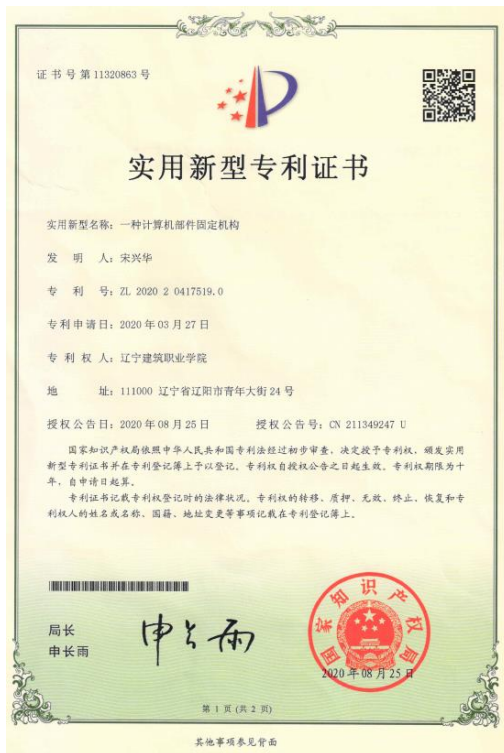 证书号第11320863号
实用新型专利证书
实用新型名称：一种计算机部件固定机构
发明人：宋兴华
专利号：ZL 2020 2 0417519.0
专利申请日：2020年03月27日
专利权人：辽宁建筑职业学院
地址：111000 辽宁省辽阳市青年大街24号
授权公告日：2020年08月25日 授权公告号：CN 211349247 U
国家知识产权局依照中华人民共和国专利法经过初步审查，决定授予专利权，颁发实用
新型专利证书并在专利登记簿上予以登记。专利权自授权公告之日起生效。专利权期限为十
年，自申请日起算。
专利证书记载专利权登记时的法律状况。专利权的转移、质押、无效、终止、恢复和专
利权人的姓名或名称、国籍、地址变更等事项记载在专利登记簿上。
局长
申长雨
申长雨
国家知识产权局
2020年08月25日
第1页(共2页)
其他事项参见背面